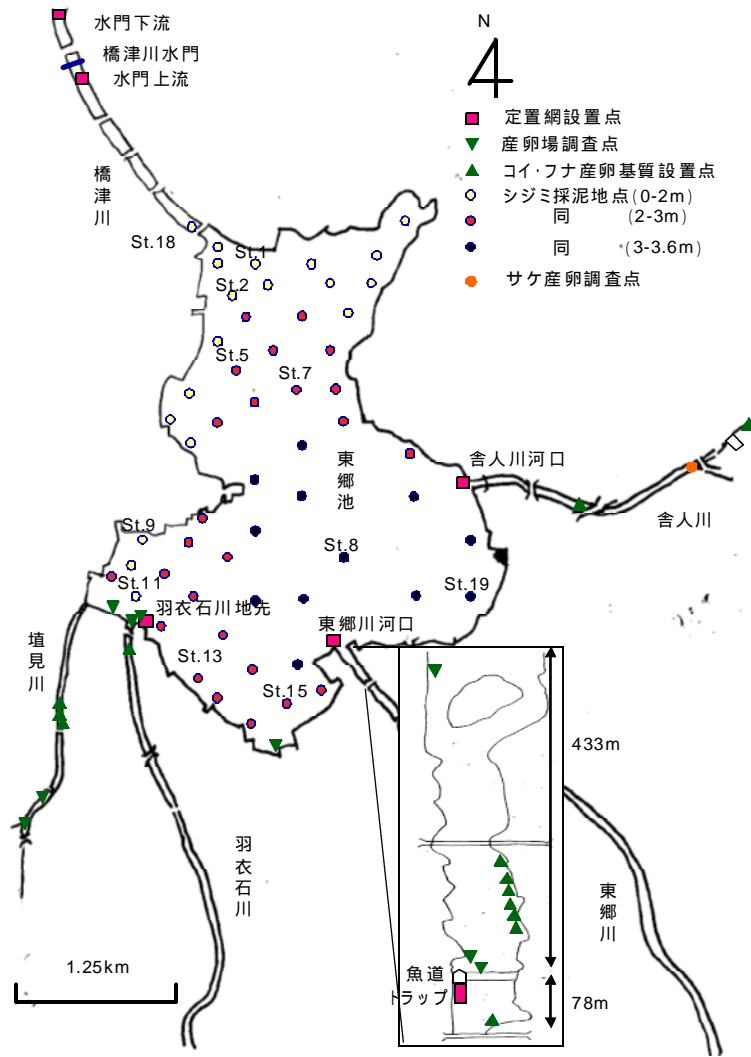 水門下流
橋津川水門
水門上流
橋津川
N
定置網設置点
産卵場調査点
コイ・フナ産卵基質設置点
シジミ採泥地点(0-2m)
同 (2-3m)
同 (3-3.6m)
サケ産卵調査点
St.18
St.1
St.2
St.5
St.7
東郷池
舎人川河口
舎人川
St.9
St.8
St.11
St.19
羽衣石川地先
東郷川河口
埴見川
St.13
St.15
433m
羽衣石川
東郷川
1.25km
魚道
トラップ
78m